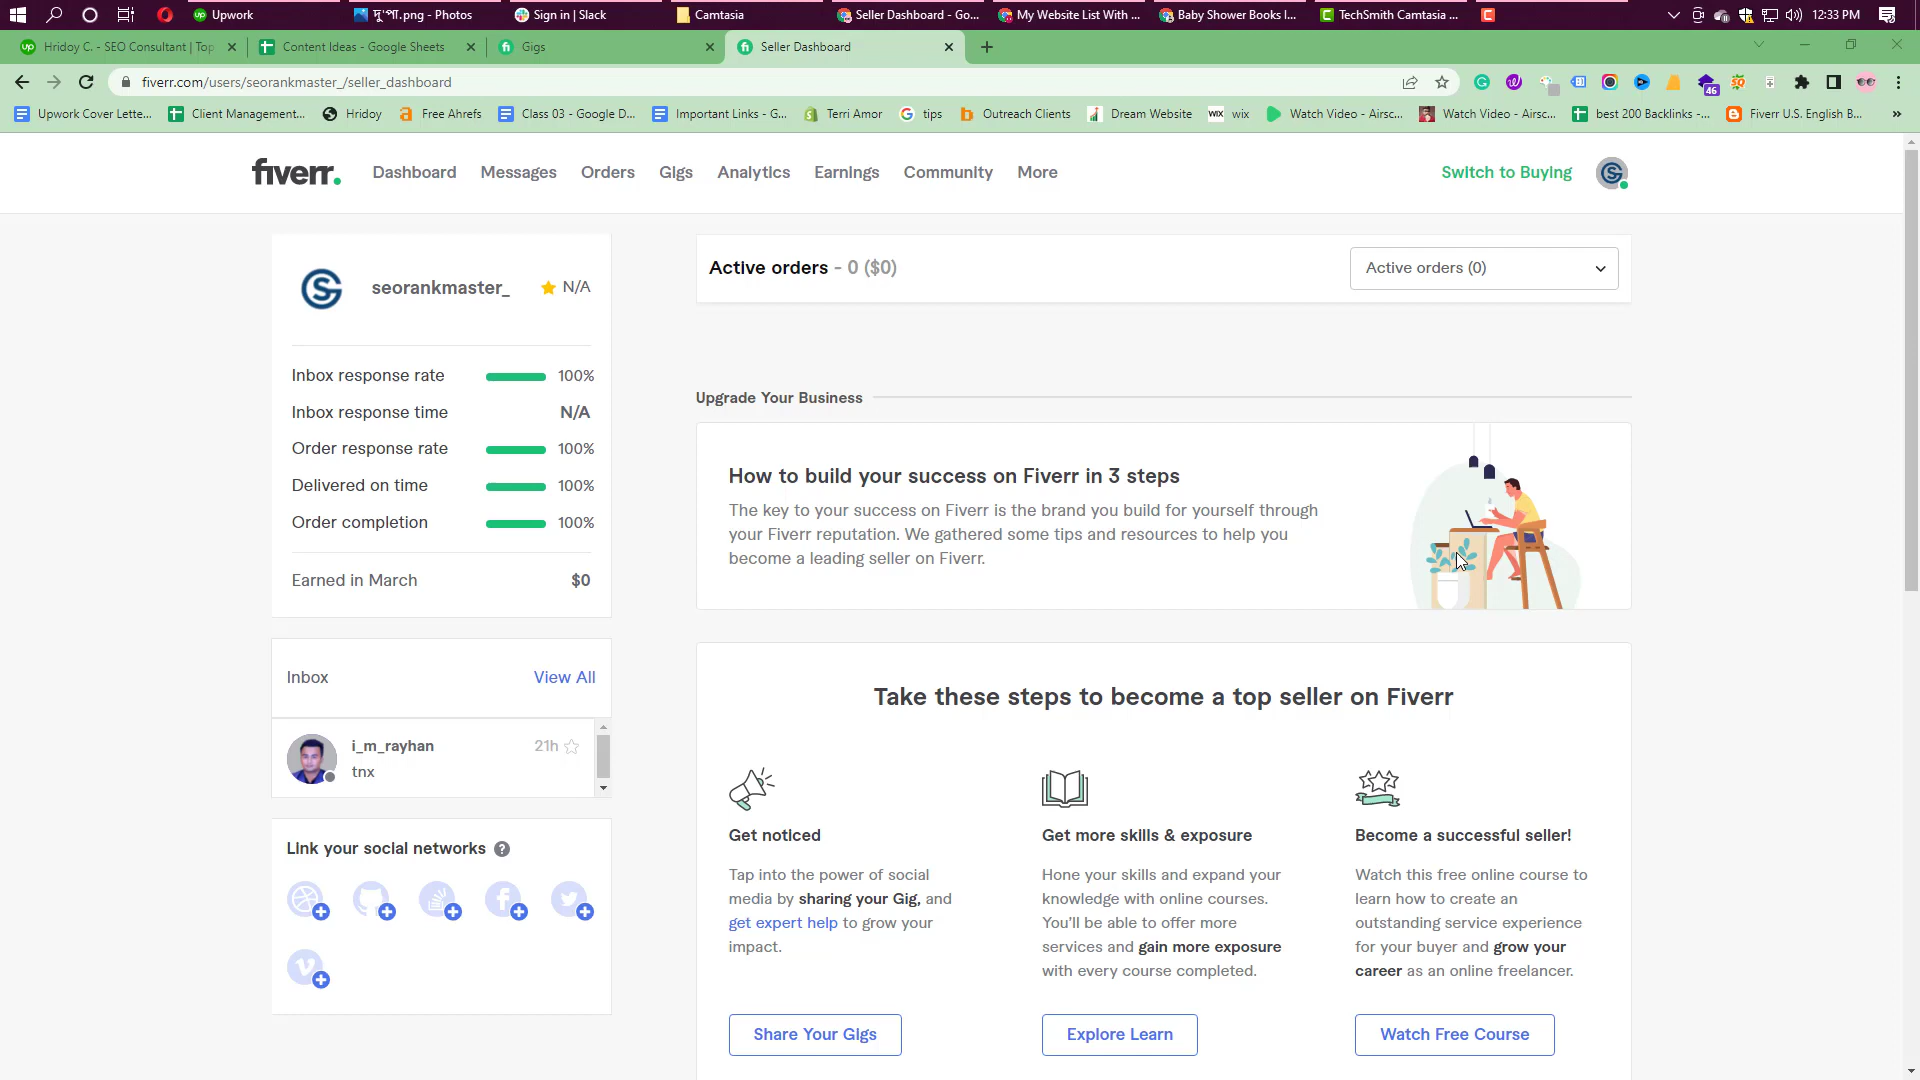 Upwork
দু'পা.png - Photos
Sign in | Slack
Camtasia
Seller Dashboard - Go...
My Website List With ...
Baby Shower Books I...
TechSmith Camtasia ...
12:33 PM
Hridoy C. - SEO Consultant | Top
Content Ideas - Google Sheets
Gigs
Seller Dashboard
fiverr.com/users/seorankmaster_/seller_dashboard
46
Upwork Cover Lette...
Client Management...
Hridoy
Free Ahrefs
Class 03 - Google D...
Important Links - G...
Terri Amor
tips
Outreach Clients
Dream Website
WIX wix
Watch Video - Airsc...
Watch Video - Airsc...
best 200 Backlinks -...
Fiverr U.S. English B...
fiverr.
Dashboard
Messages
Orders
Gigs
Analytics
Earnings
Community
More
Switch to Buying
seorankmaster_
N/A
Inbox response rate 100%
Inbox response time N/A
Order response rate 100%
Delivered on time 100%
Order completion 100%
Earned in March $0
Inbox
View All
i_m_rayhan
21h
tnx
Link your social networks ?
Active orders - 0 ($0)
Active orders (0)
Upgrade Your Business
How to build your success on Fiverr in 3 steps
The key to your success on Fiverr is the brand you build for yourself through
your Fiverr reputation. We gathered some tips and resources to help you
become a leading seller on Fiverr.
Take these steps to become a top seller on Fiverr
Get noticed
Tap into the power of social
media by sharing your Gig, and
get expert help to grow your
impact.
Share Your Gigs
Get more skills & exposure
Hone your skills and expand your
knowledge with online courses.
You'll be able to offer more
services and gain more exposure
with every course completed.
Explore Learn
Become a successful seller!
Watch this free online course to
learn how to create an
outstanding service experience
for your buyer and grow your
career as an online freelancer.
Watch Free Course